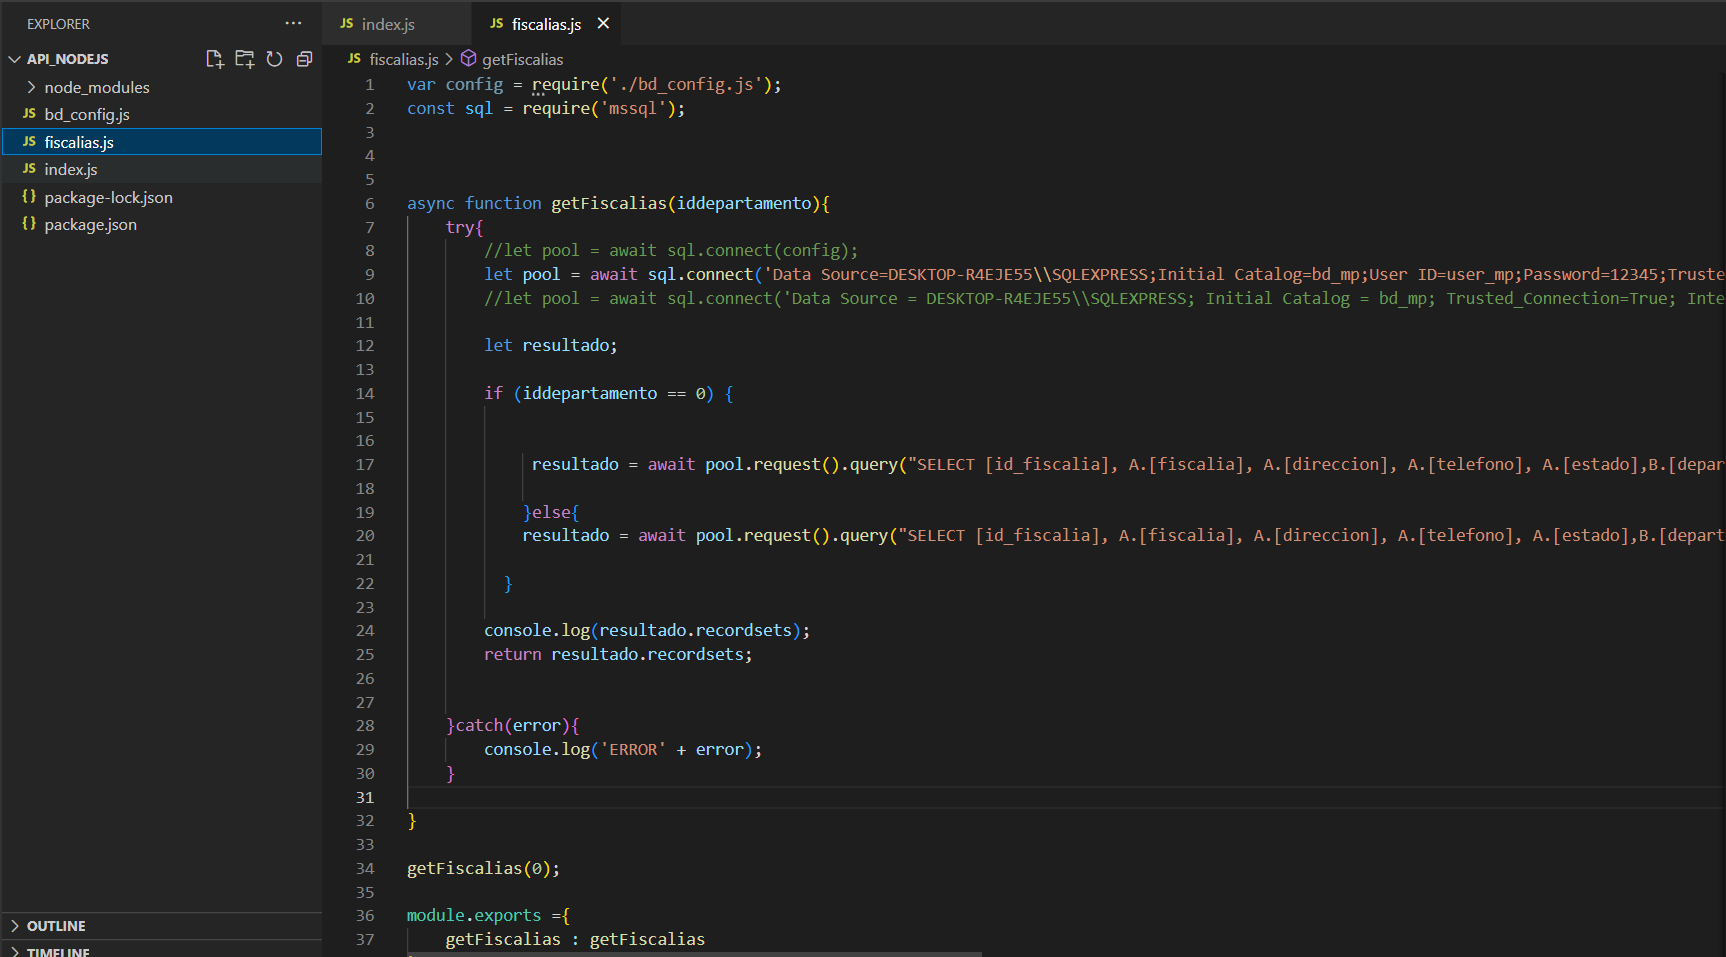 EXPLORER
API_NODEJS
node_modules
JS bd_config.js
JS fiscalias.js
JS index.js
{} package-lock.json
{} package.json
OUTLINE
TIMELINE
JS index.js
JS fiscalias.js
JS fiscalias.js > getFiscalias
1 var config = require('./bd_config.js');
2 const sql = require('mssql');
3
4
5
6 async function getFiscalias(iddepartamento){
7 try{
8 //let pool = await sql.connect(config);
9 let pool = await sql.connect('Data Source=DESKTOP-R4EJE55\\SQLEXPRESS;Initial Catalog=bd_mp;User ID=user_mp;Password=12345;Truste
10 //let pool = await sql.connect('Data Source = DESKTOP-R4EJE55\\SQLEXPRESS; Initial Catalog = bd_mp; Trusted_Connection=True; Inte
11
12 let resultado;
13
14 if (iddepartamento == 0) {
15
16
17 resultado = await pool.request().query("SELECT [id_fiscalia], A.[fiscalia], A.[direccion], A.[telefono], A.[estado],B.[depar
18
19 }else{
20 resultado = await pool.request().query("SELECT [id_fiscalia], A.[fiscalia], A.[direccion], A.[telefono], A.[estado],B.[depart
21
22 }
23
24 console.log(resultado.recordsets);
25 return resultado.recordsets;
26
27
28 }catch(error){
29 console.log('ERROR' + error);
30 }
31
32 }
33
34 getFiscalias(0);
35
36 module.exports ={
37 getFiscalias : getFiscalias